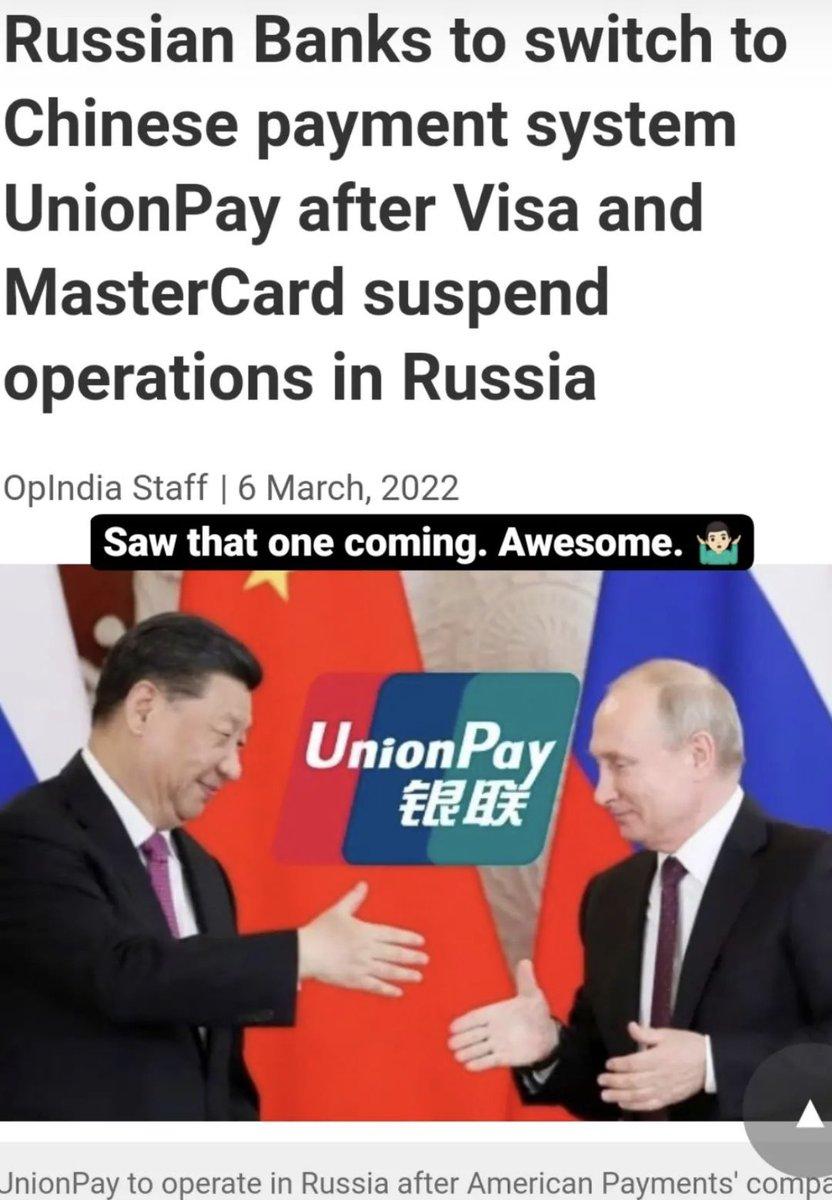 Russian Banks to switch to
Chinese payment system
UnionPay after Visa and
MasterCard suspend
operations in Russia
OpIndia Staff | 6 March, 2022
Saw that one coming. Awesome. 🤷🏻‍♂️
UnionPay
银联
UnionPay to operate in Russia after American Payments' compa